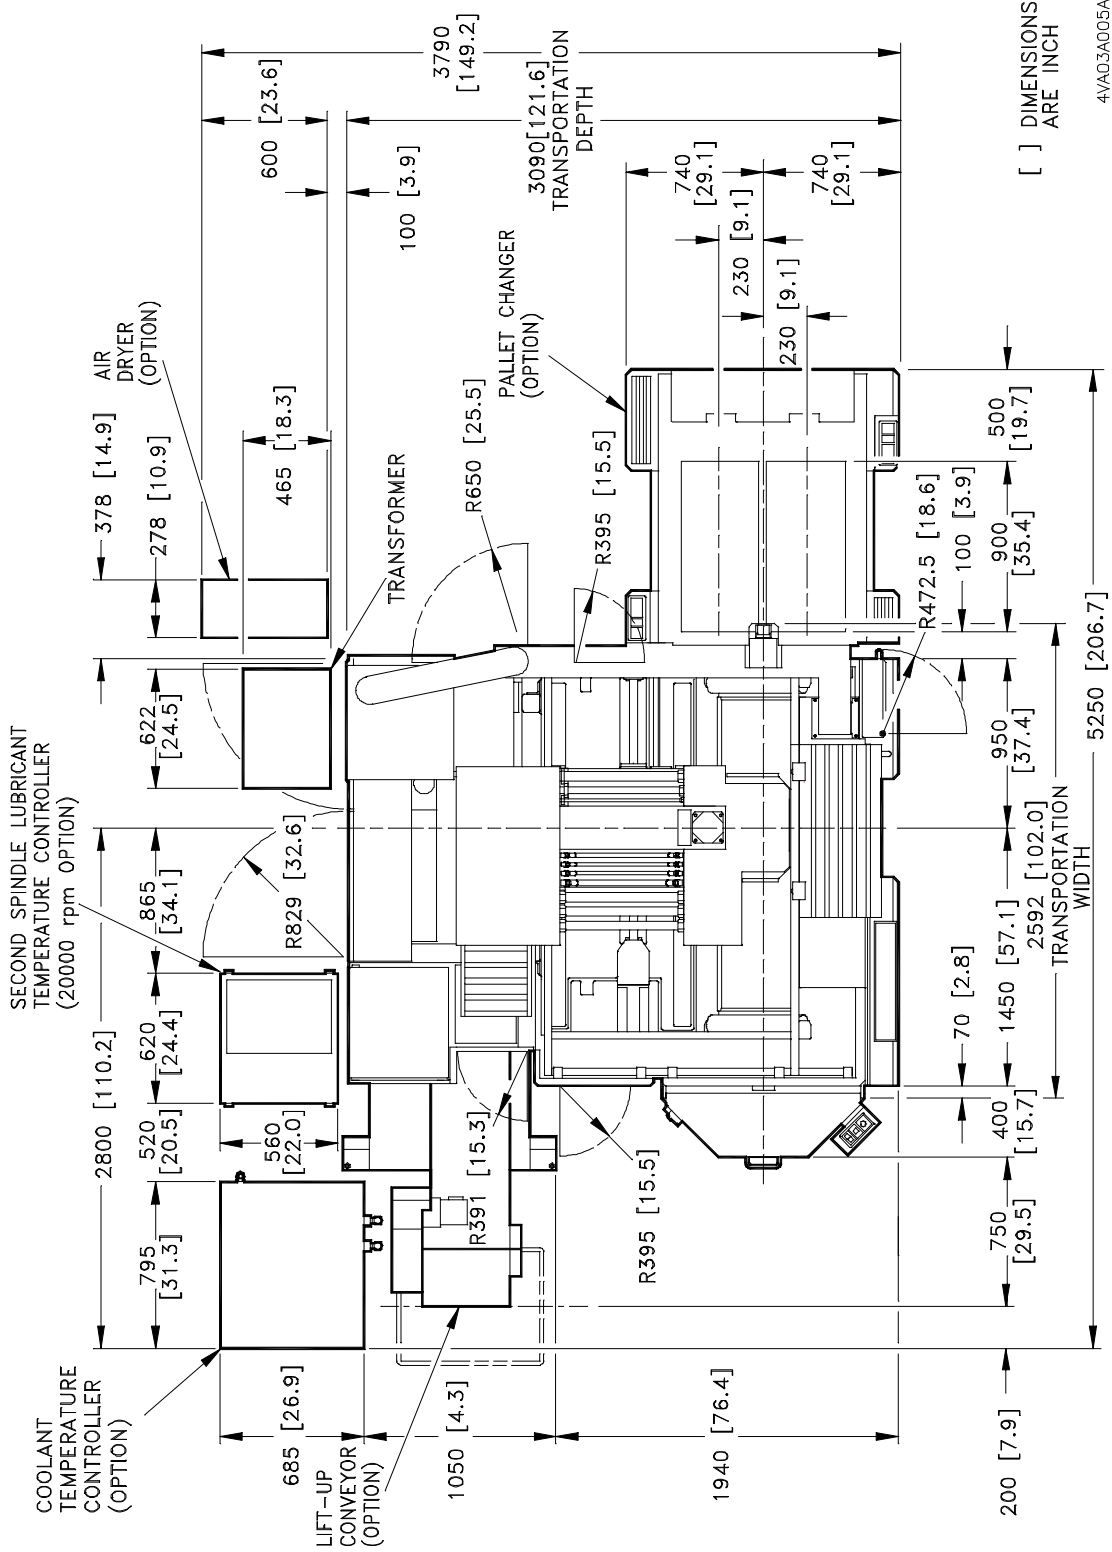 SECOND SPINDLE LUBRICANT
TEMPERATURE CONTROLLER
(20000 rpm OPTION)
COOLANT
TEMPERATURE
CONTROLLER
(OPTION)
AIR
DRYER
(OPTION)
2800 [110.2]
378 [14.9]
795
[31.3]
520
[20.5]
620
[24.4]
865
[34.1]
622
[24.5]
278 [10.9]
560
[22.0]
R829 [32.6]
465 [18.3]
600 [23.6]
3790
[149.2]
685 [26.9]
LIFT-UP
CONVEYOR
(OPTION)
TRANSFORMER
100 [3.9]
1050 [4.3]
R391 [15.3]
R650 [25.5]
PALLET CHANGER
(OPTION)
3090[121.6]
TRANSPORTATION
DEPTH
R395 [15.5]
R395 [15.5]
740
[29.1]
230 [9.1]
230 [9.1]
740
[29.1]
1940 [76.4]
R472.5 [18.6]
70 [2.8]
100 [3.9]
200 [7.9]
750
[29.5]
400
[15.7]
1450 [57.1]
950
[37.4]
900
[35.4]
500
[19.7]
2592 [102.0]
TRANSPORTATION
WIDTH
5250 [206.7]
[ ] DIMENSIONS
ARE INCH
4VA03A005A